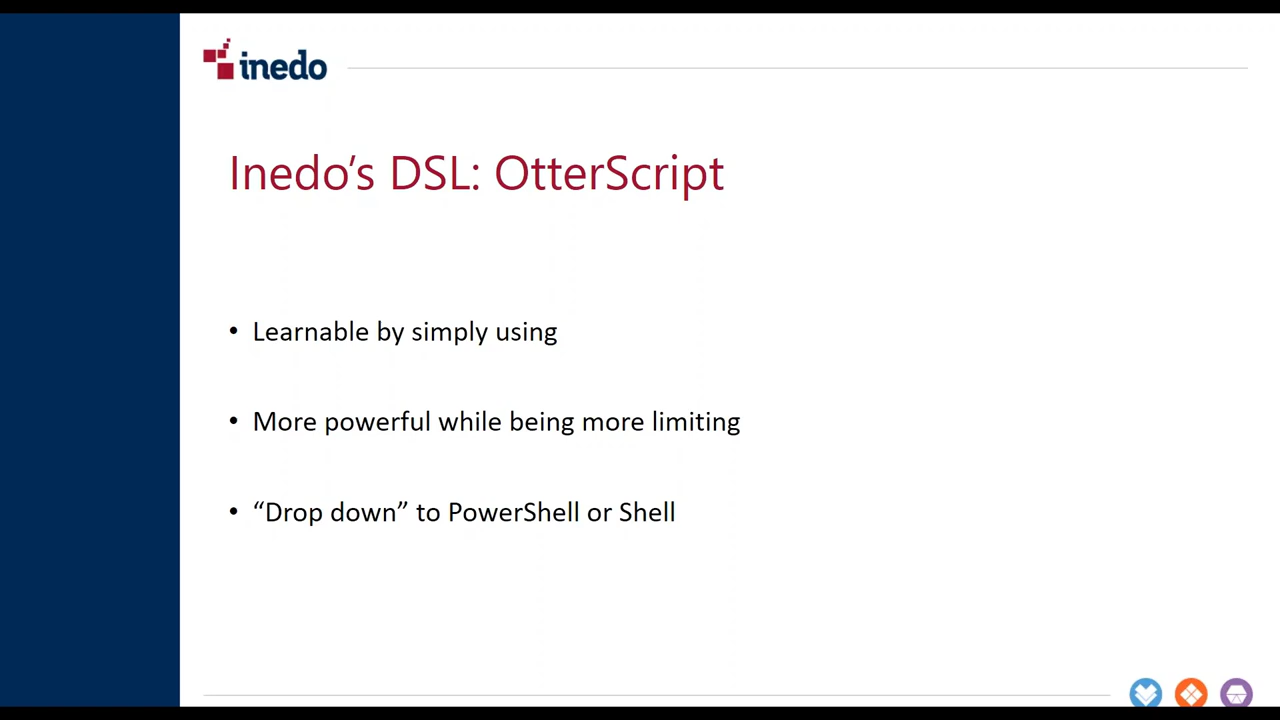 inedo
Inedo’s DSL: OtterScript
• Learnable by simply using
• More powerful while being more limiting
• “Drop down” to PowerShell or Shell